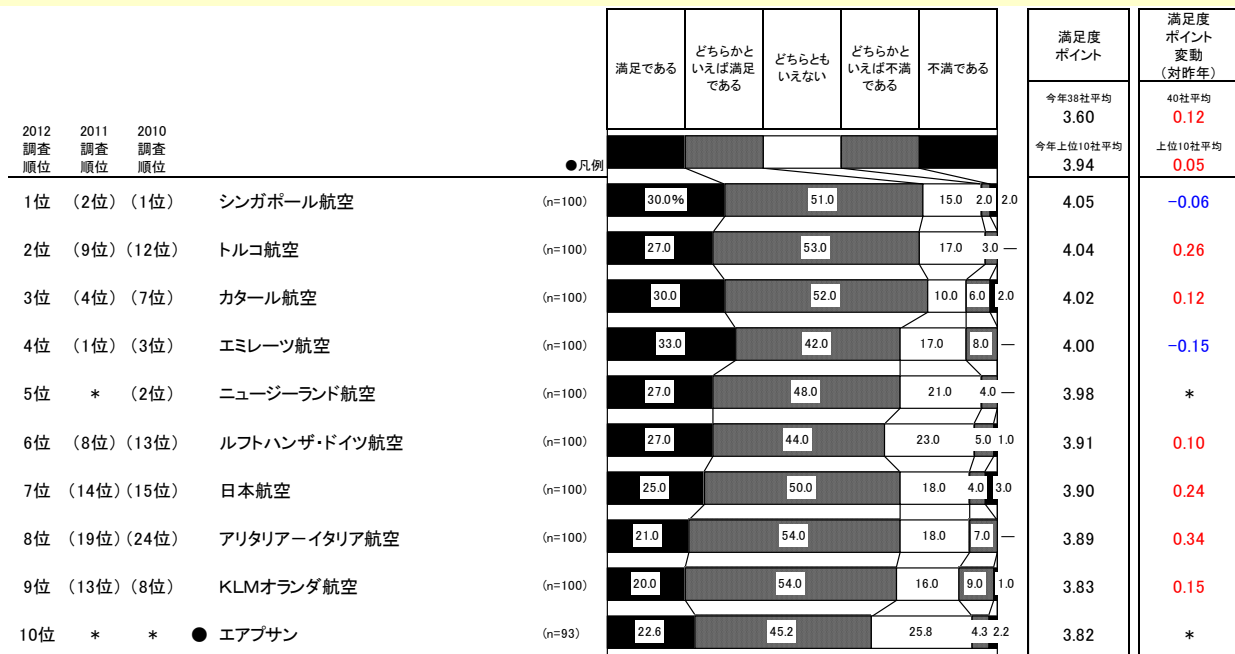 満足である
どちらかと
いえば満足
である
どちらとも
いえない
どちらかと
いえば不満
である
不満である
満足度
ポイント
満足度
ポイント
変動
(対昨年)
今年38社平均
3.60
40社平均
0.12
今年上位10社平均
3.94
上位10社平均
0.05
2012
調査
順位
2011
調査
順位
2010
調査
順位
●凡例
1位 (2位) (1位) シンガポール航空 (n=100) 30.0% 51.0 15.0 2.0 2.0 4.05 −0.06
2位 (9位) (12位) トルコ航空 (n=100) 27.0 53.0 17.0 3.0 — 4.04 0.26
3位 (4位) (7位) カタール航空 (n=100) 30.0 52.0 10.0 6.0 2.0 4.02 0.12
4位 (1位) (3位) エミレーツ航空 (n=100) 33.0 42.0 17.0 8.0 — 4.00 −0.15
5位 * (2位) ニュージーランド航空 (n=100) 27.0 48.0 21.0 4.0 — 3.98 *
6位 (8位) (13位) ルフトハンザ・ドイツ航空 (n=100) 27.0 44.0 23.0 5.0 1.0 3.91 0.10
7位 (14位) (15位) 日本航空 (n=100) 25.0 50.0 18.0 4.0 3.0 3.90 0.24
8位 (19位) (24位) アリタリアーイタリア航空 (n=100) 21.0 54.0 18.0 7.0 — 3.89 0.34
9位 (13位) (8位) KLMオランダ航空 (n=100) 20.0 54.0 16.0 9.0 1.0 3.83 0.15
10位 * * ● エアプサン (n=93) 22.6 45.2 25.8 4.3 2.2 3.82 *